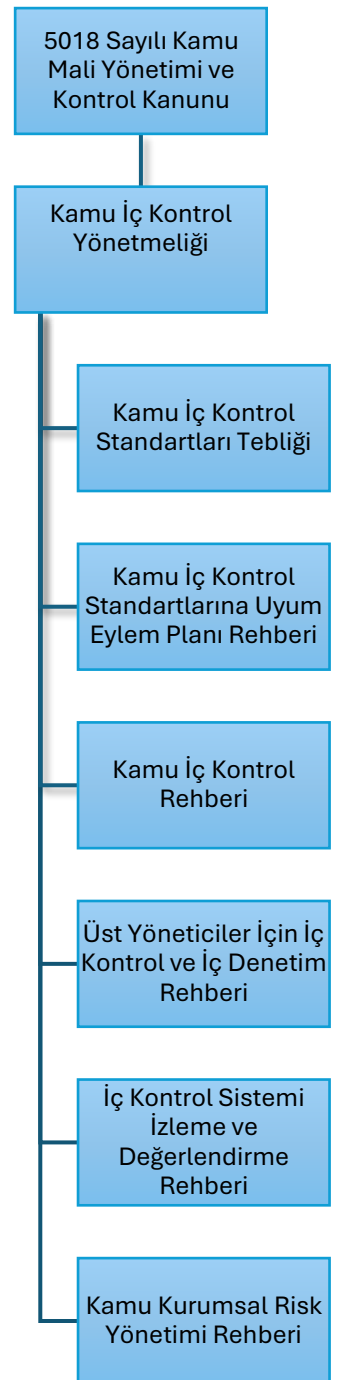 5018 Sayılı Kamu
Mali Yönetimi ve
Kontrol Kanunu
Kamu İç Kontrol
Yönetmeliği
Kamu İç Kontrol
Standartları Tebliği
Kamu İç Kontrol
Standartlarına Uyum
Eylem Planı Rehberi
Kamu İç Kontrol
Rehberi
Üst Yöneticiler İçin İç
Kontrol ve İç Denetim
Rehberi
İç Kontrol Sistemi
İzleme ve
Değerlendirme
Rehberi
Kamu Kurumsal Risk
Yönetimi Rehberi